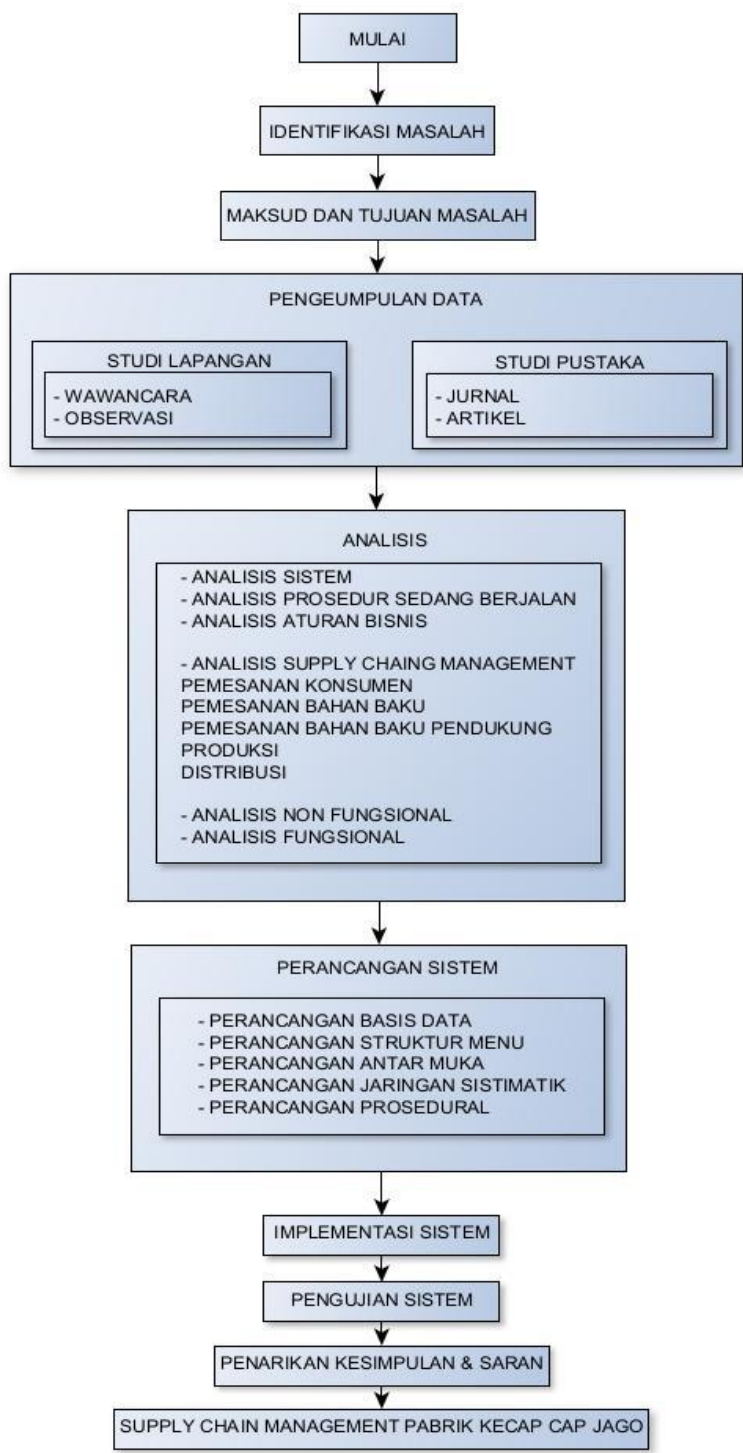 MULAI
IDENTIFIKASI MASALAH
MAKSUD DAN TUJUAN MASALAH
PENGEUMPULAN DATA
STUDI LAPANGAN
- WAWANCARA
- OBSERVASI
STUDI PUSTAKA
- JURNAL
- ARTIKEL
ANALISIS
- ANALISIS SISTEM
- ANALISIS PROSEDUR SEDANG BERJALAN
- ANALISIS ATURAN BISNIS
- ANALISIS SUPPLY CHAING MANAGEMENT
PEMESANAN KONSUMEN
PEMESANAN BAHAN BAKU
PEMESANAN BAHAN BAKU PENDUKUNG
PRODUKSI
DISTRIBUSI
- ANALISIS NON FUNGSIONAL
- ANALISIS FUNGSIONAL
PERANCANGAN SISTEM
- PERANCANGAN BASIS DATA
- PERANCANGAN STRUKTUR MENU
- PERANCANGAN ANTAR MUKA
- PERANCANGAN JARINGAN SISTIMATIK
- PERANCANGAN PROSEDURAL
IMPLEMENTASI SISTEM
PENGUJIAN SISTEM
PENARIKAN KESIMPULAN & SARAN
SUPPLY CHAIN MANAGEMENT PABRIK KECAP CAP JAGO